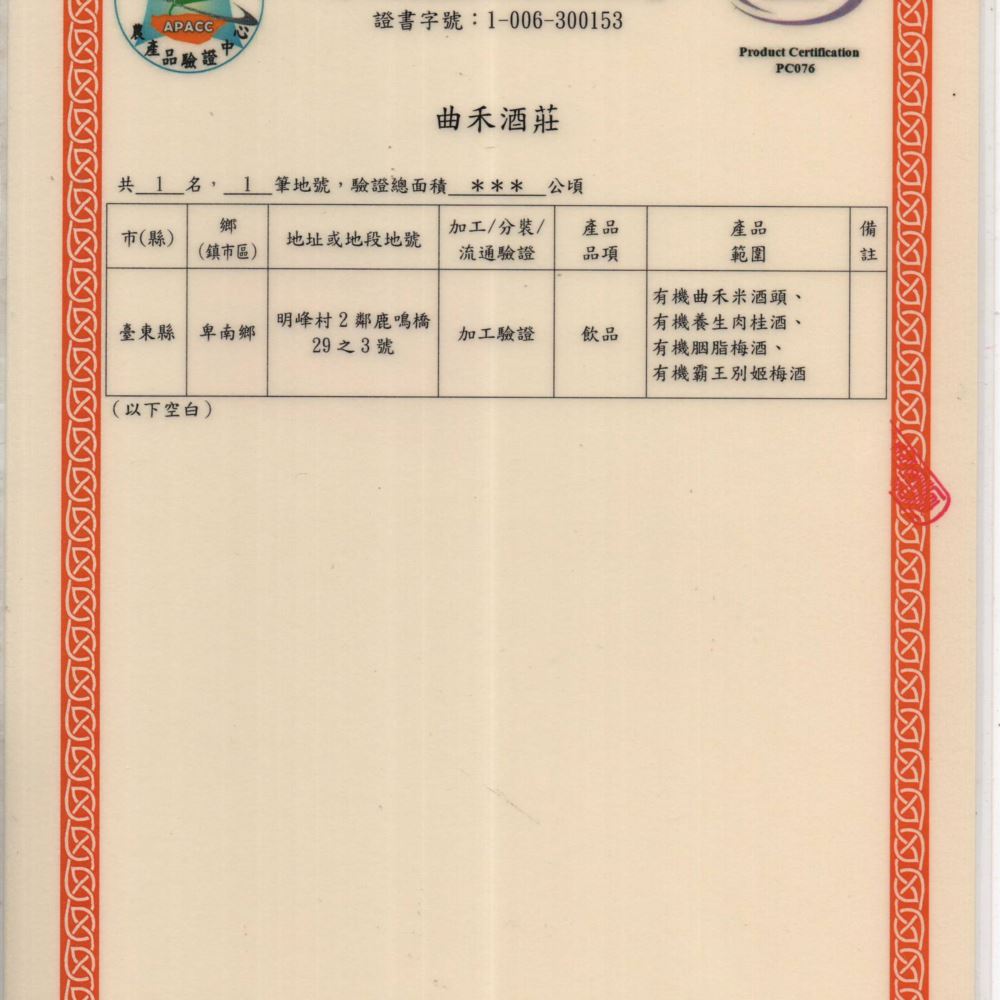 APACC
農產品驗證中心
證書字號：1-006-300153
Product Certification
PC076
曲禾酒莊
共 1 名， 1 筆地號，驗證總面積 *** 公頃
市(縣) 鄉(鎮市區) 地址或地段地號 加工/分裝/流通驗證 產品品項 產品範圍 備註
臺東縣 卑南鄉 明峰村 2 鄰鹿鳴橋 29 之 3 號 加工驗證 飲品 有機曲禾米酒頭、
有機養生肉桂酒、
有機胭脂梅酒、
有機霸王別姬梅酒
(以下空白)